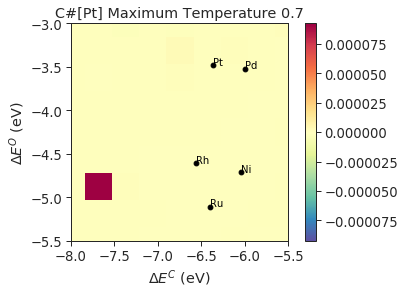 C#[Pt] Maximum Temperature 0.7
−3.0
−3.5
−4.0
−4.5
−5.0
−5.5
ΔE^O (eV)
Pt
Pd
Rh
Ni
Ru
−8.0 −7.5 −7.0 −6.5 −6.0 −5.5
ΔE^C (eV)
0.000075
0.000050
0.000025
0.000000
−0.000025
−0.000050
−0.000075